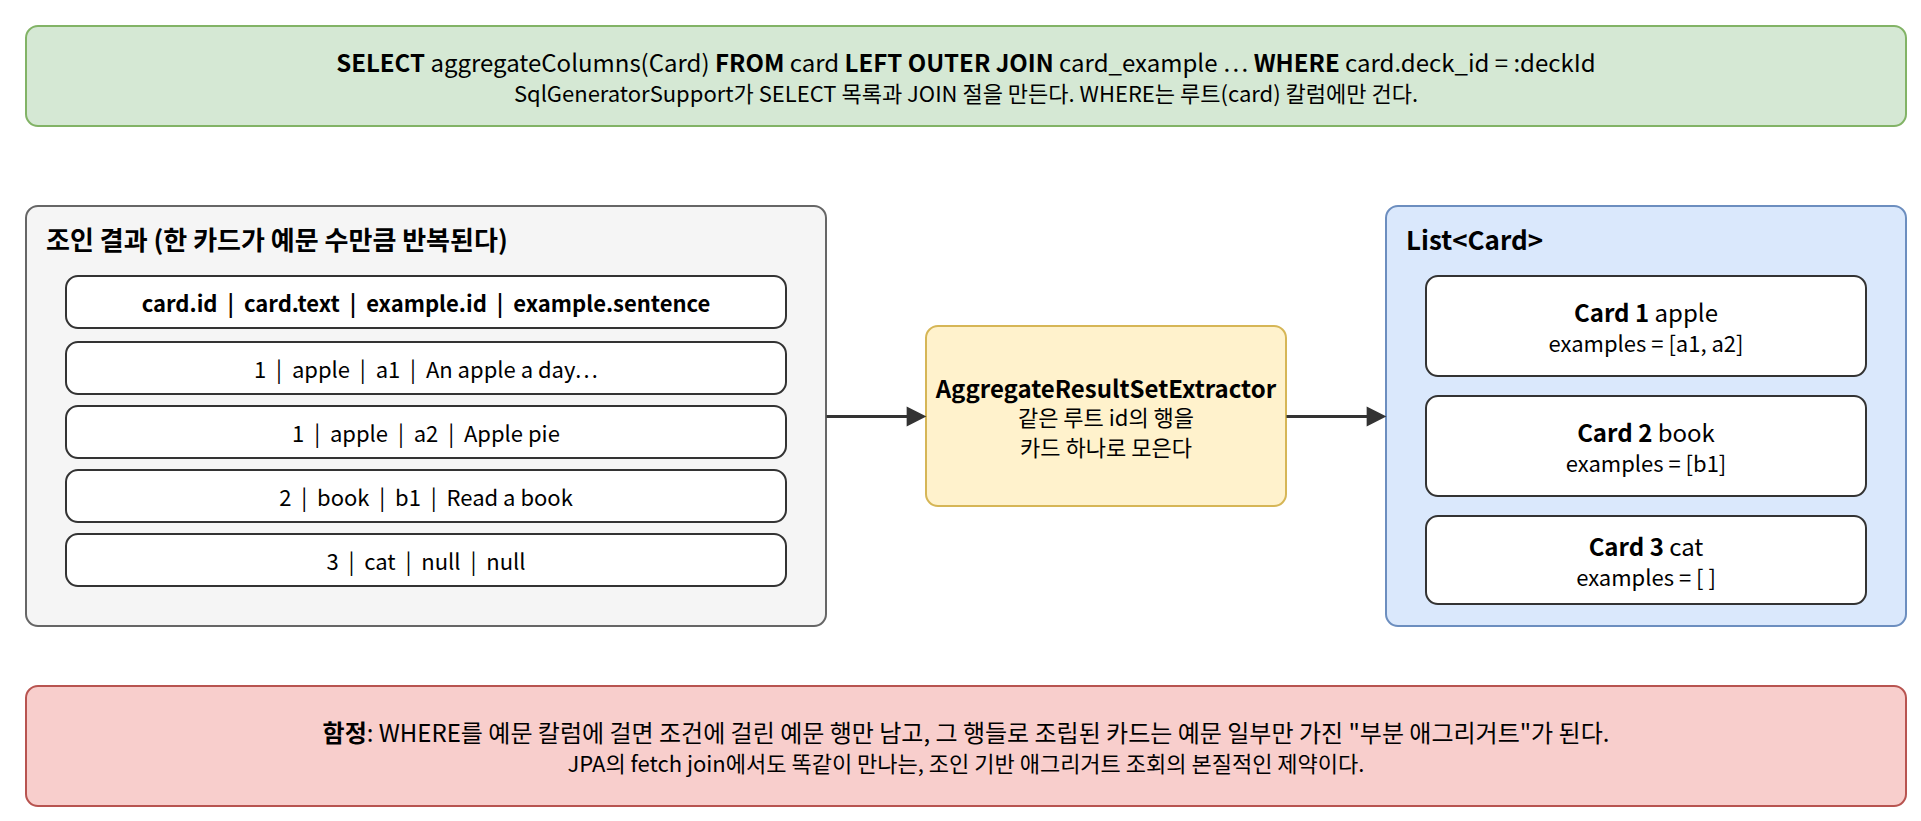 SELECT aggregateColumns(Card) FROM card LEFT OUTER JOIN card_example … WHERE card.deck_id = :deckId
SqlGeneratorSupport가 SELECT 목록과 JOIN 절을 만든다. WHERE는 루트(card) 칼럼에만 건다.
조인 결과 (한 카드가 예문 수만큼 반복된다)
card.id | card.text | example.id | example.sentence
1 | apple | a1 | An apple a day…
1 | apple | a2 | Apple pie
2 | book | b1 | Read a book
3 | cat | null | null
AggregateResultSetExtractor
같은 루트 id의 행을
카드 하나로 모은다
List<Card>
Card 1 apple
examples = [a1, a2]
Card 2 book
examples = [b1]
Card 3 cat
examples = [ ]
함정: WHERE를 예문 칼럼에 걸면 조건에 걸린 예문 행만 남고, 그 행들로 조립된 카드는 예문 일부만 가진 "부분 애그리거트"가 된다.
JPA의 fetch join에서도 똑같이 만나는, 조인 기반 애그리거트 조회의 본질적인 제약이다.